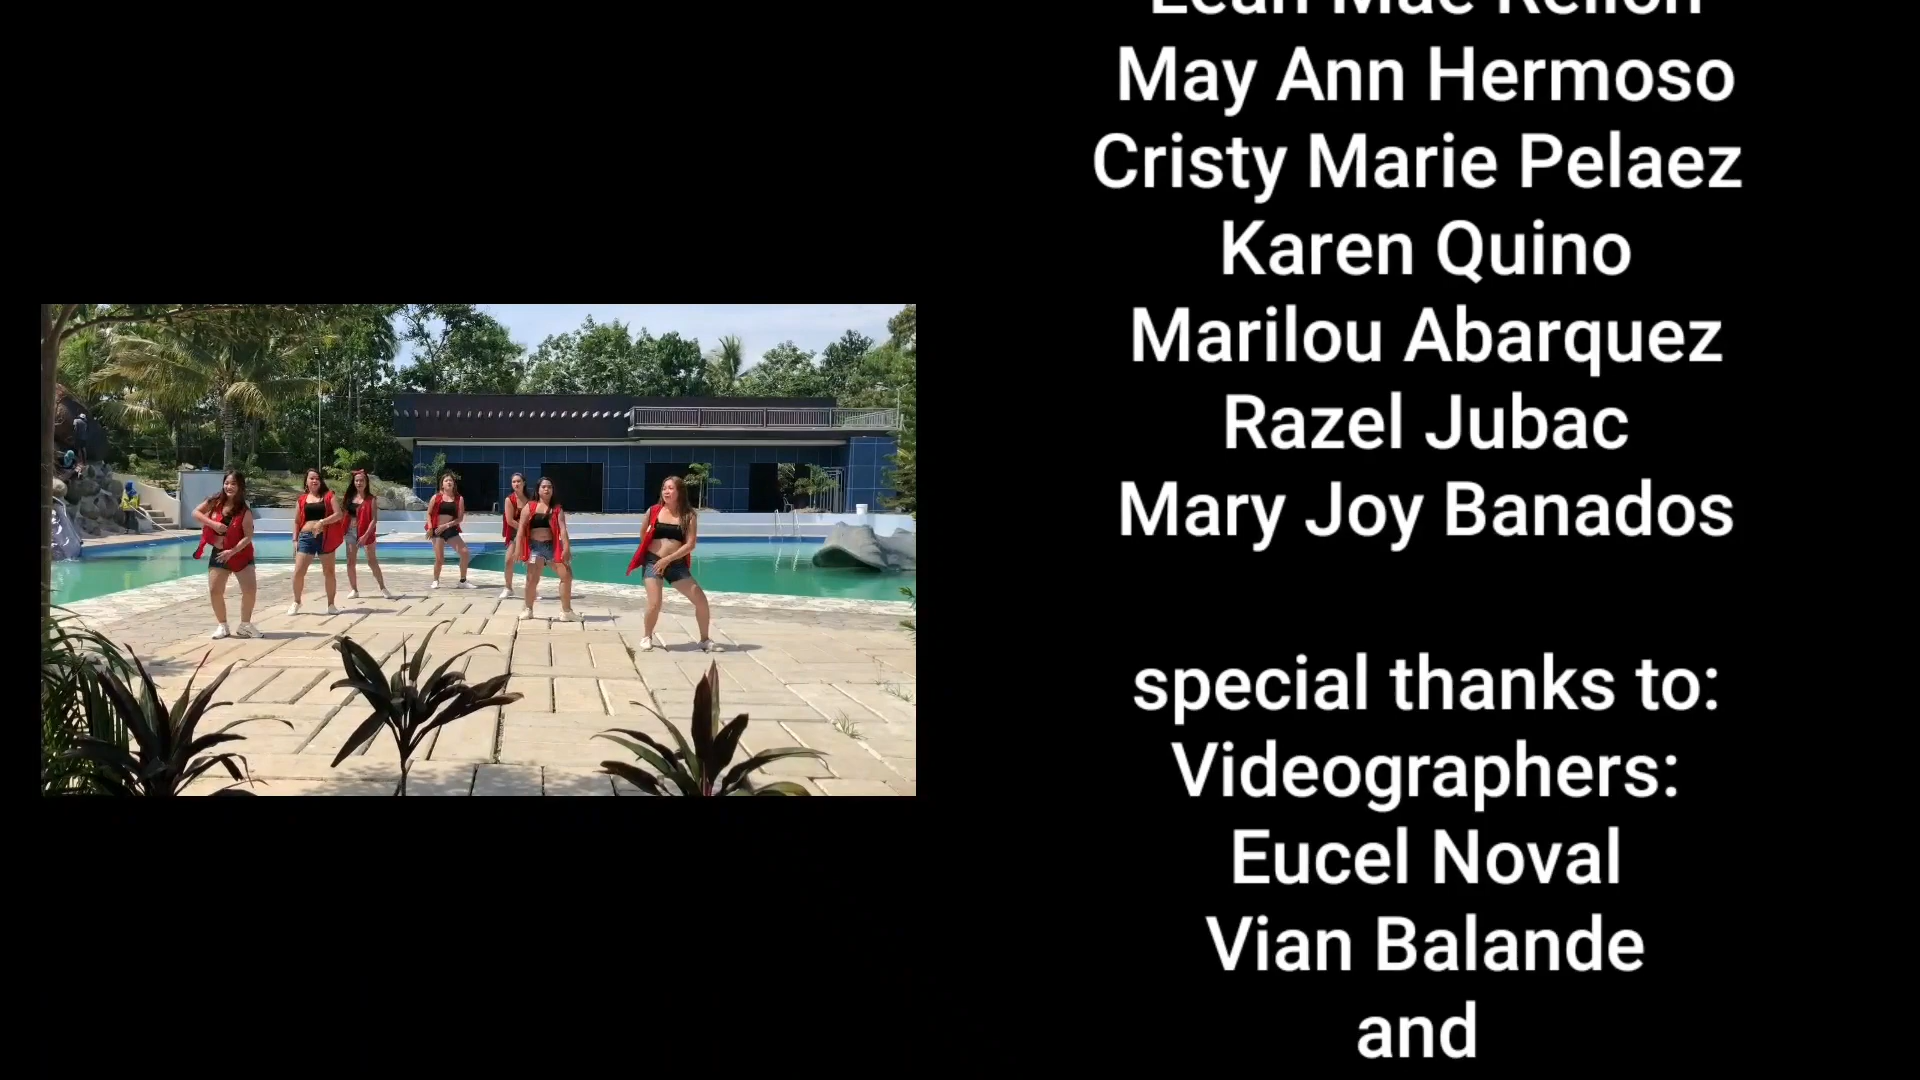 May Ann Hermoso
Cristy Marie Pelaez
Karen Quino
Marilou Abarquez
Razel Jubac
Mary Joy Banados
special thanks to:
Videographers:
Eucel Noval
Vian Balande
and